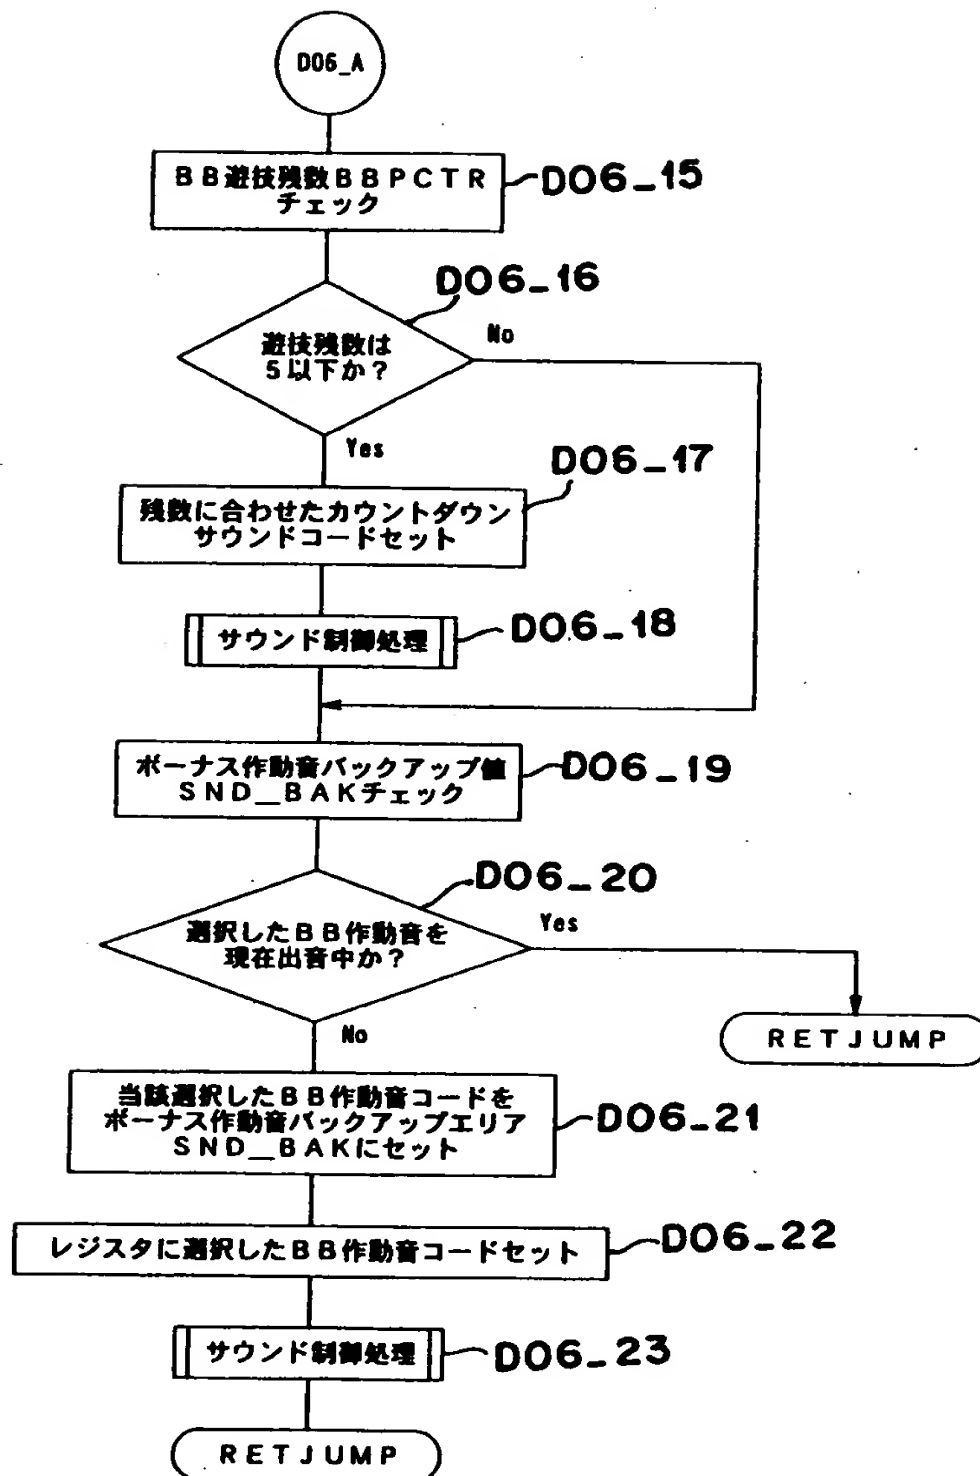 D06_A
BB遊技残数BBPCTR
チェック
D06_15
D06_16
遊技残数は
5以下か?
No
Yes
D06_17
残数に合わせたカウントダウン
サウンドコードセット
サウンド制御処理
D06_18
ボーナス作動音バックアップ値
SND__BAKチェック
D06_19
D06_20
選択したBB作動音を
現在出音中か?
Yes
No
RETJUMP
当該選択したBB作動音コードを
ボーナス作動音バックアップエリア
SND__BAKにセット
D06_21
レジスタに選択したBB作動音コードセット
D06_22
サウンド制御処理
D06_23
RETJUMP